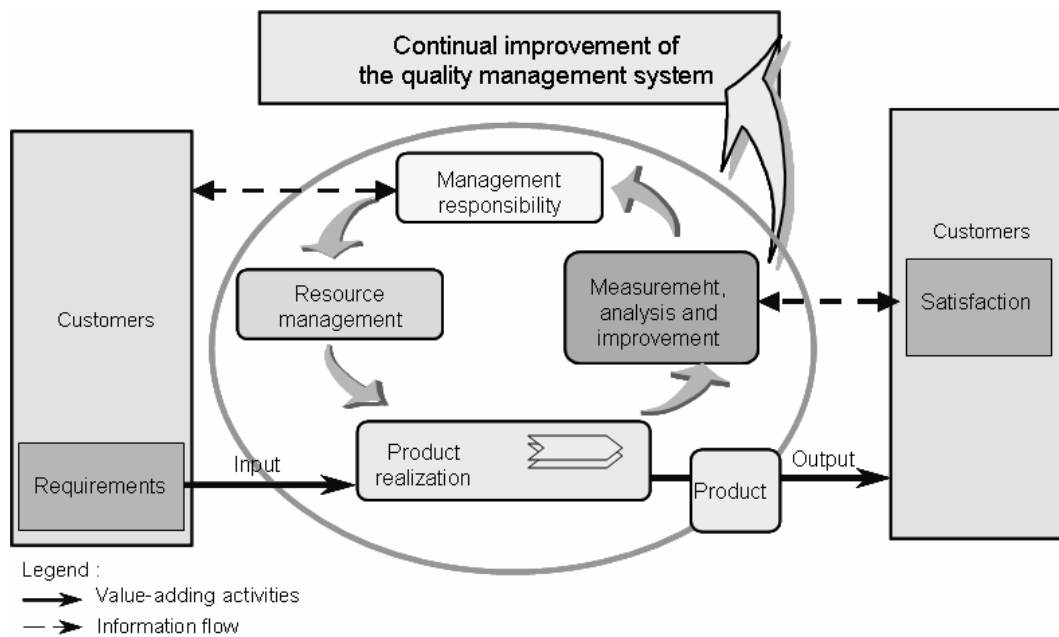 Continual improvement of
the quality management system
Management
responsibility
Customers
Resource
management
Measurement,
analysis and
improvement
Customers
Satisfaction
Requirements
Input
Product
realization
Product
Output
Legend :
Value-adding activities
Information flow